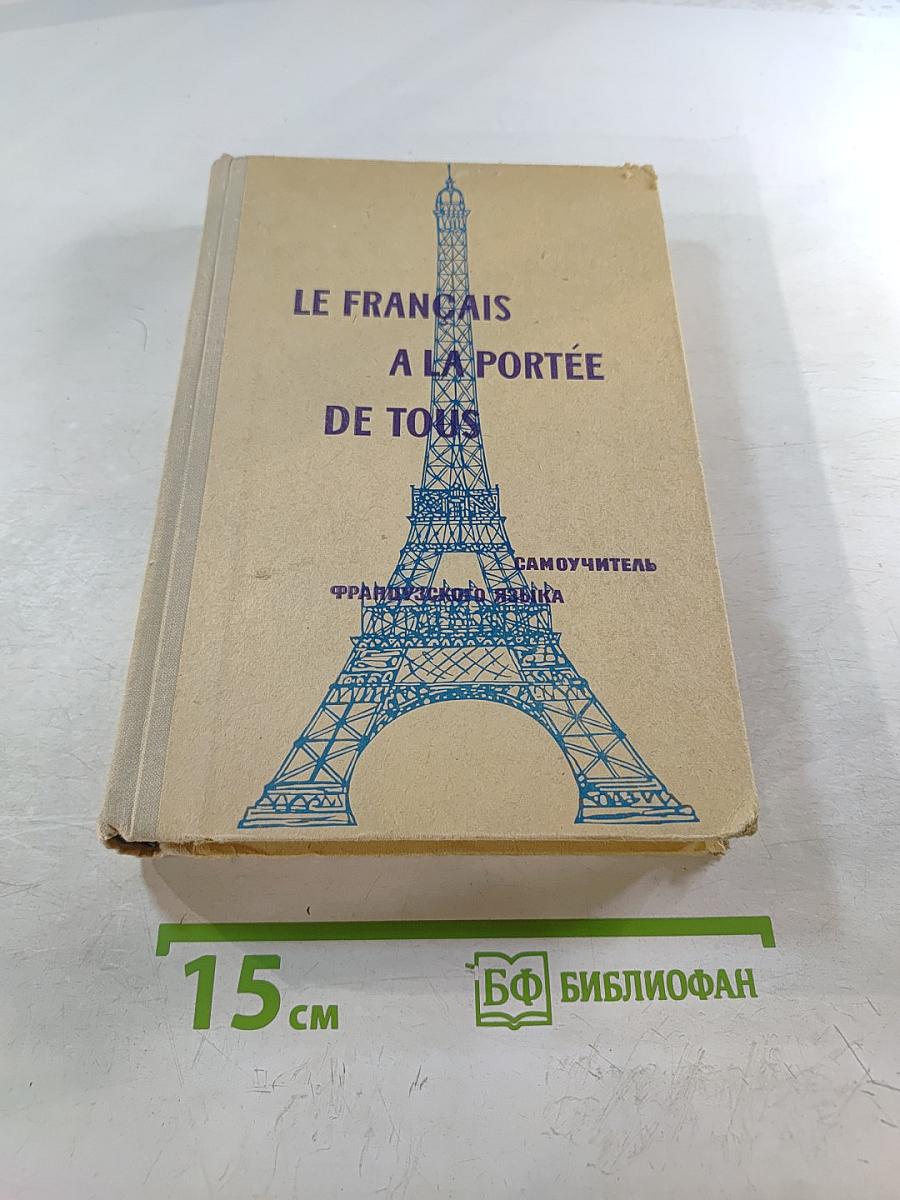 LE FRANÇAIS
A LA PORTÉE
DE TOUS
САМОУЧИТЕЛЬ
ФРАНЦУЗСКОГО ЯЗЫКА
15 см
БФ БИБЛИОФАН